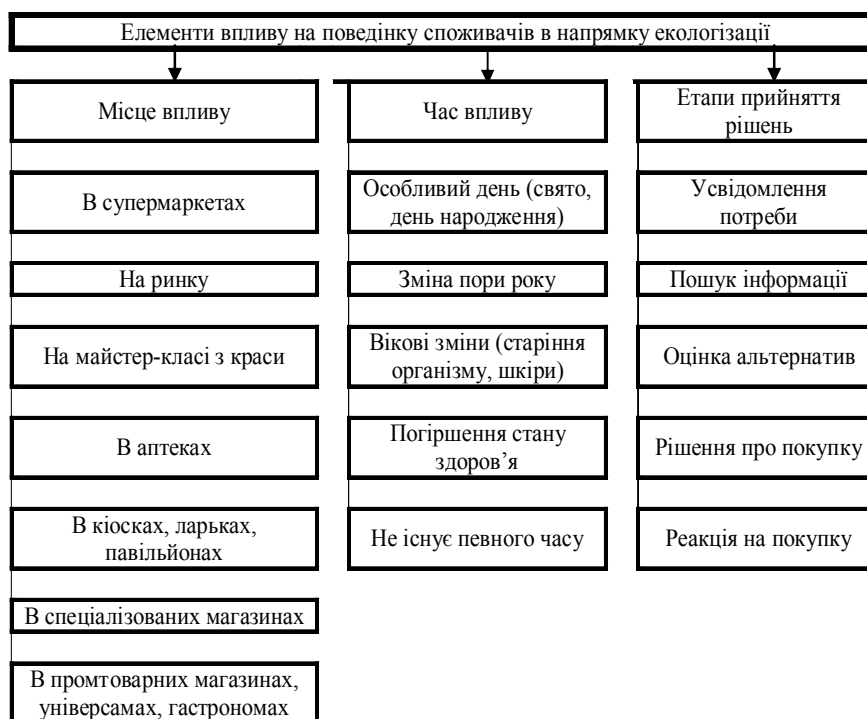 Елементи впливу на поведінку споживачів в напрямку екологізації
Місце впливу
В супермаркетах
На ринку
На майстер-класі з краси
В аптеках
В кіосках, ларьках,
павільйонах
В спеціалізованих магазинах
В промтоварних магазинах,
універсамах, гастрономах
Час впливу
Особливий день (свято,
день народження)
Зміна пори року
Вікові зміни (старіння
організму, шкіри)
Погіршення стану
здоров’я
Не існує певного часу
Етапи прийняття
рішень
Усвідомлення
потреби
Пошук інформації
Оцінка альтернатив
Рішення про покупку
Реакція на покупку